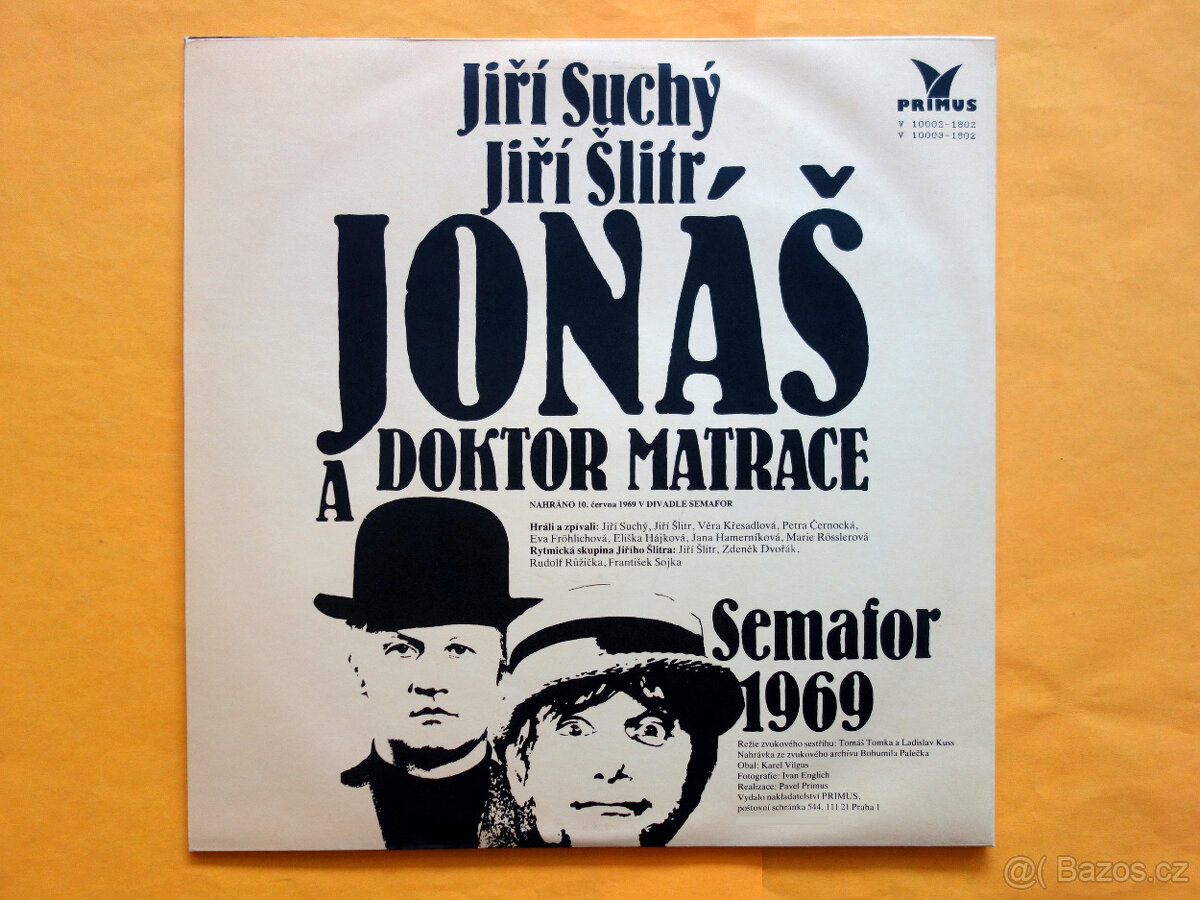 Jiří Suchý
Jiří Šlitr
JONÁŠ
A DOKTOR MATRACE
PRIMUS
V 10002-1802
V 10003-1802
NAHRÁNO 10. června 1969 V DIVADLE SEMAFOR
Hráli a zpívali: Jiří Suchý, Jiří Šlitr, Věra Křesadlová, Petra Černocká,
Eva Fröhlichová, Eliška Hájková, Jana Hamerníková, Marie Rösslerová
Rytmická skupina Jiřího Šlitra: Jiří Šlitr, Zdeněk Dvořák,
Rudolf Růžička, František Sojka
Semafor
1969
Režie zvukového sestřihu: Tomáš Tomka a Ladislav Kuss
Nahrávka ze zvukového archívu Bohumila Palečka
Obal: Karel Vilgus
Fotografie: Ivan Englich
Realizace: Pavel Primus
Vydalo nakladatelství PRIMUS,
poštovní schránka 544, 111 21 Praha 1
@( Bazos.cz